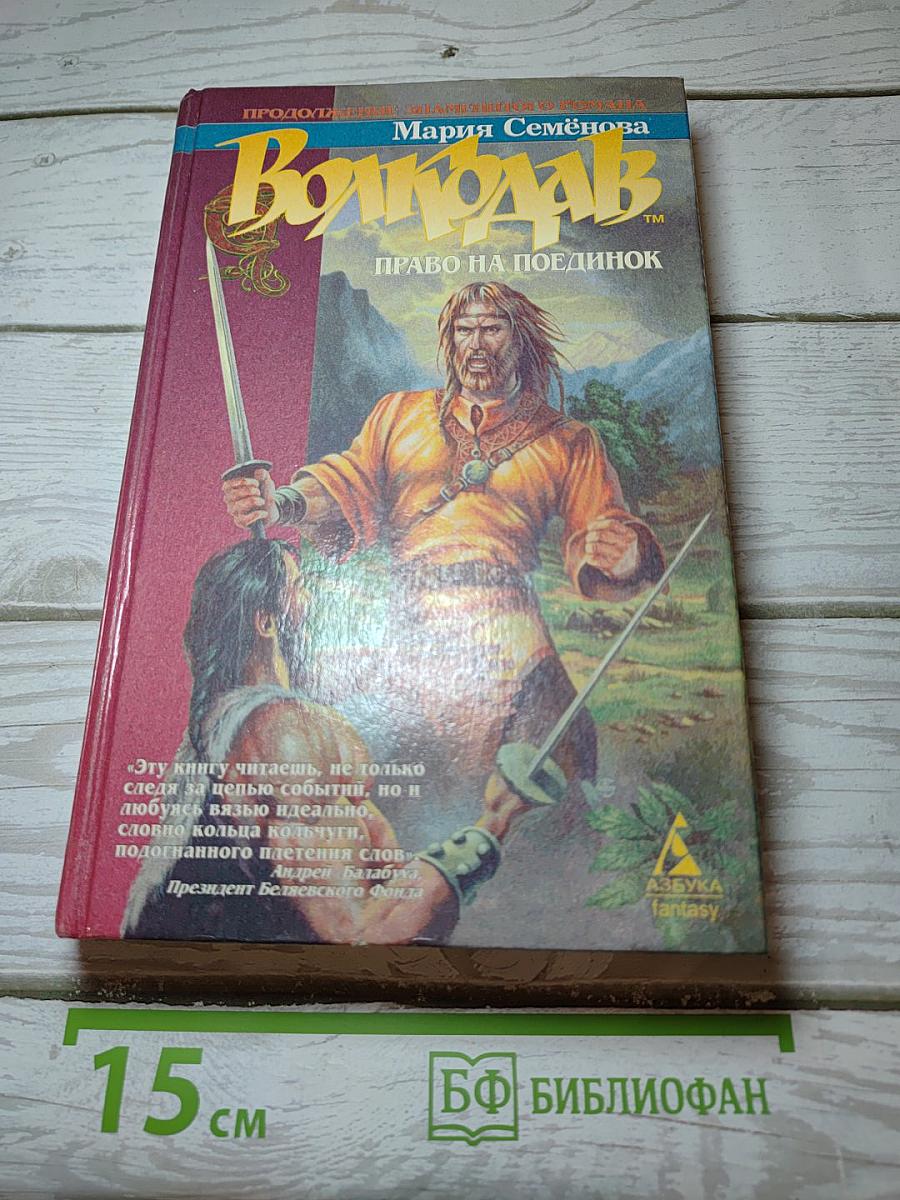 ПРОДОЛЖЕНИЕ ЗНАМЕНИТОГО РОМАНА
Мария Семёнова
Волкодав™
ПРАВО НА ПОЕДИНОК
«Эту книгу читаешь, не только
следя за цепью событий, но и
любуясь вязью идеально,
словно кольца кольчуги,
подогнанного плетения слов».
Андрей Балабуха,
Президент Беляевского Фонда
АЗБУКА
fantasy
15 см
БФ БИБЛИОФАН